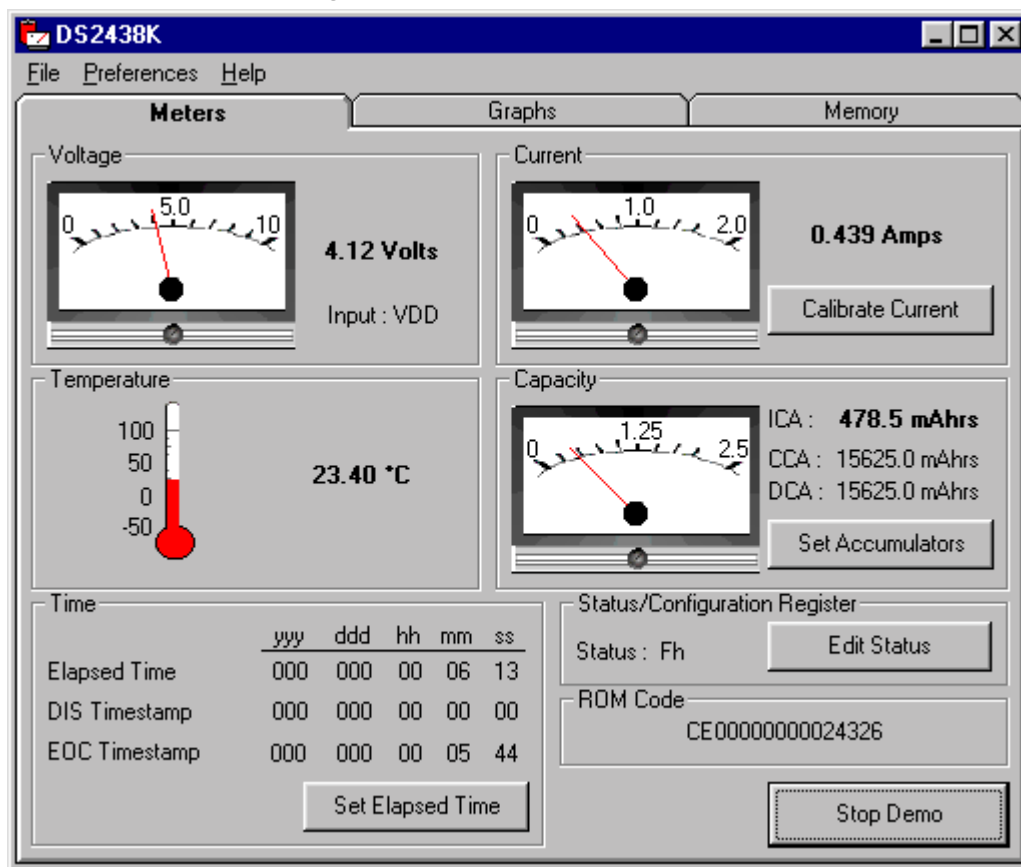 DS2438K
File Preferences Help
Meters Graphs Memory
Voltage
0 5.0 10
4.12 Volts
Input : VDD
Current
0 1.0 2.0
0.439 Amps
Calibrate Current
Temperature
100
50
0
-50
23.40 °C
Capacity
0 1.25 2.5
ICA : 478.5 mAhrs
CCA : 15625.0 mAhrs
DCA : 15625.0 mAhrs
Set Accumulators
Time
yyy ddd hh mm ss
Elapsed Time 000 000 00 06 13
DIS Timestamp 000 000 00 00 00
EOC Timestamp 000 000 00 05 44
Set Elapsed Time
Status/Configuration Register
Status : Fh
Edit Status
ROM Code
CE00000000024326
Stop Demo